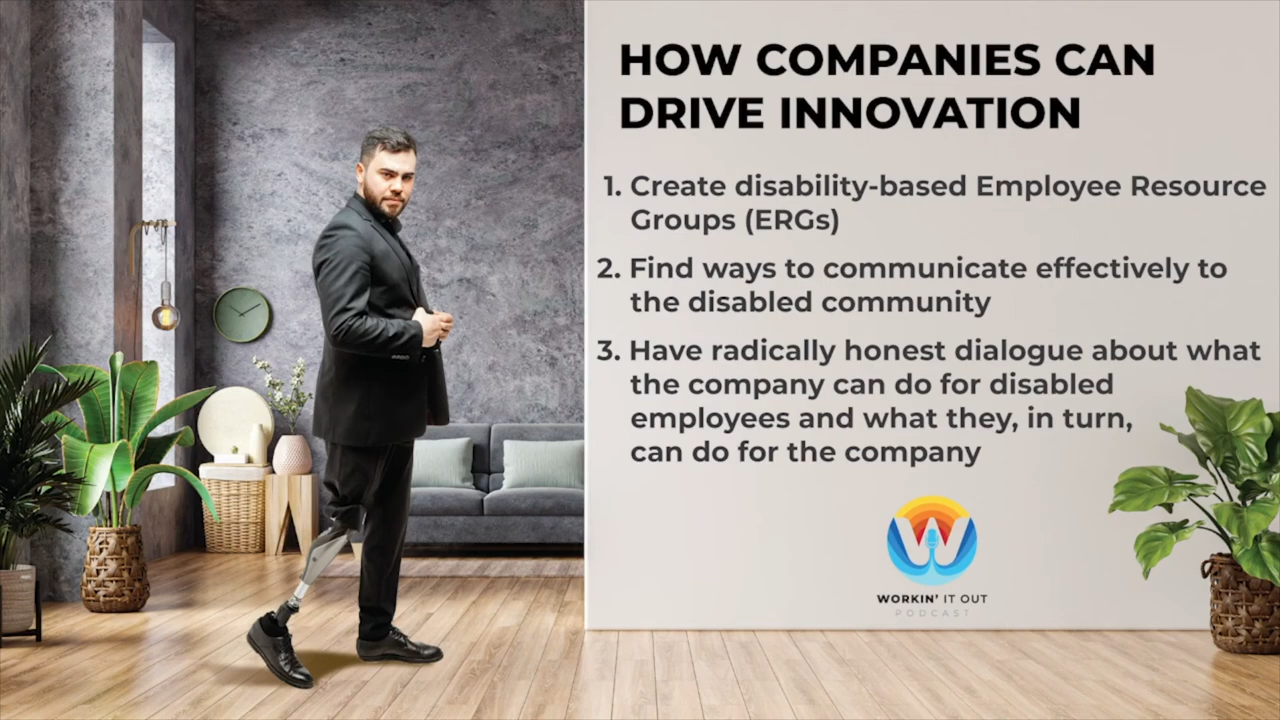 HOW COMPANIES CAN
DRIVE INNOVATION
1. Create disability-based Employee Resource
Groups (ERGs)
2. Find ways to communicate effectively to
the disabled community
3. Have radically honest dialogue about what
the company can do for disabled
employees and what they, in turn,
can do for the company
W
WORKIN' IT OUT
PODCAST